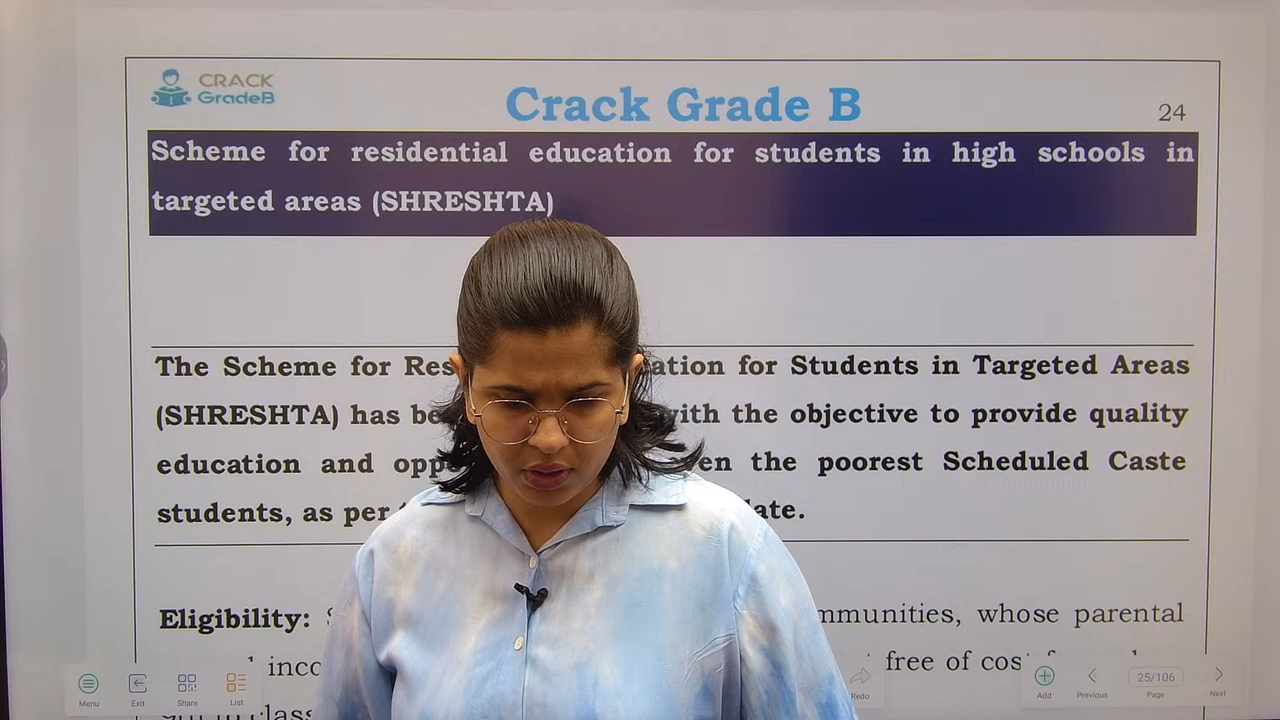 CRACK
GradeB
Crack Grade B
24
Scheme for residential education for students in high schools in
targeted areas (SHRESHTA)
The Scheme for Res ation for Students in Targeted Areas
(SHRESHTA) has be with the objective to provide quality
education and opp ven the poorest Scheduled Caste
students, as per ate.
Eligibility: mmunities, whose parental
inco free of cos
Menu
Exit
Share
List
Redo
Add
Previous
25/106
Page
Next